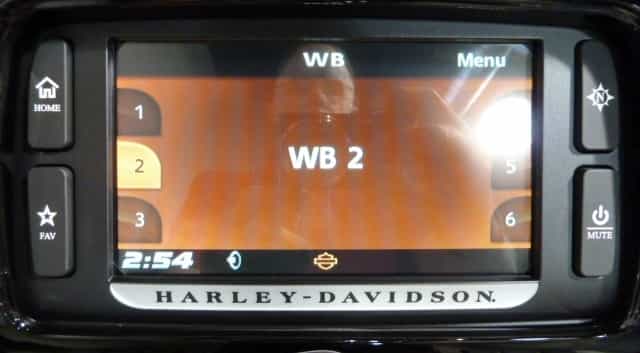 WB
Menu
HOME
N
1
WB 2
2
5
3
6
FAV
MUTE
2:54
HARLEY-DAVIDSON